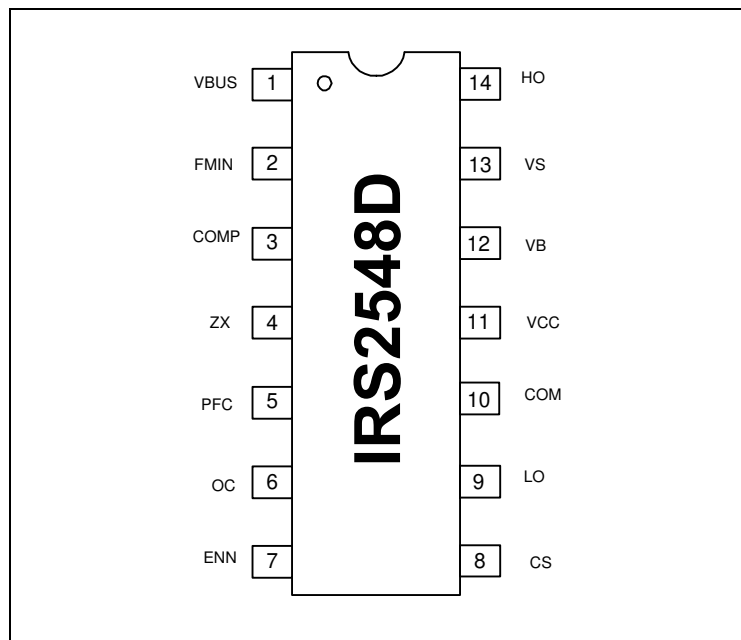 VBUS 1 14 HO
FMIN 2 13 VS
COMP 3 12 VB
ZX 4 11 VCC
PFC 5 10 COM
OC 6 9 LO
ENN 7 8 CS
IRS2548D